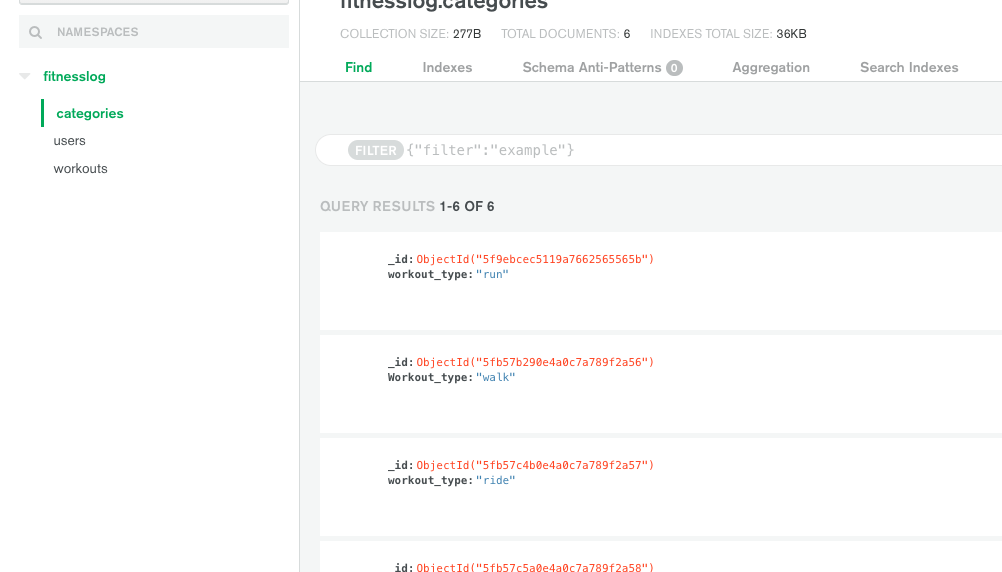 fitnesslog.categories
NAMESPACES
COLLECTION SIZE: 277B TOTAL DOCUMENTS: 6 INDEXES TOTAL SIZE: 36KB
Find Indexes Schema Anti-Patterns 0 Aggregation Search Indexes
fitnesslog
categories
users
workouts
FILTER {"filter":"example"}
QUERY RESULTS 1-6 OF 6
_id: ObjectId("5f9ebcec5119a7662565565b")
workout_type: "run"
_id: ObjectId("5fb57b290e4a0c7a789f2a56")
Workout_type: "walk"
_id: ObjectId("5fb57c4b0e4a0c7a789f2a57")
workout_type: "ride"
_id: ObjectId("5fb57c5a0e4a0c7a789f2a58")